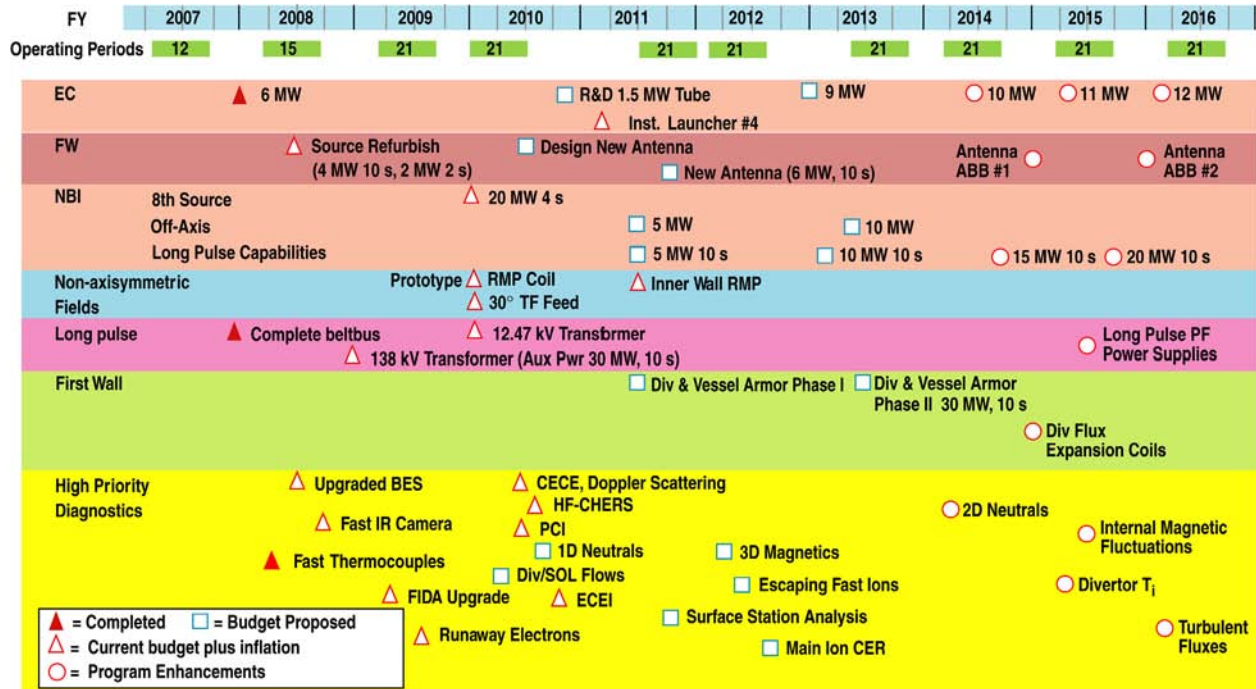 FY 2007 2008 2009 2010 2011 2012 2013 2014 2015 2016
Operating Periods 12 15 21 21 21 21 21 21 21 21
EC 6 MW R&D 1.5 MW Tube 9 MW 10 MW 11 MW 12 MW
Inst. Launcher #4
FW Source Refurbish Design New Antenna
(4 MW 10 s, 2 MW 2 s) New Antenna (6 MW, 10 s)
Antenna
ABB #1
Antenna
ABB #2
NBI 8th Source 20 MW 4 s
Off-Axis 5 MW 10 MW
Long Pulse Capabilities 5 MW 10 s 10 MW 10 s 15 MW 10 s 20 MW 10 s
Non-axisymmetric
Fields
Prototype RMP Coil Inner Wall RMP
30° TF Feed
Long pulse Complete beltbus 12.47 kV Transformer
138 kV Transformer (Aux Pwr 30 MW, 10 s)
Long Pulse PF
Power Supplies
First Wall Div & Vessel Armor Phase I Div & Vessel Armor
Phase II 30 MW, 10 s
Div Flux
Expansion Coils
High Priority
Diagnostics
Upgraded BES CECE, Doppler Scattering
HF-CHERS 2D Neutrals
Fast IR Camera PCI Internal Magnetic
Fluctuations
1D Neutrals 3D Magnetics
Fast Thermocouples
Div/SOL Flows Escaping Fast Ions Divertor Ti
FIDA Upgrade ECEI
Surface Station Analysis
Runaway Electrons Turbulent
Fluxes
Main Ion CER
= Completed = Budget Proposed
= Current budget plus inflation
= Program Enhancements